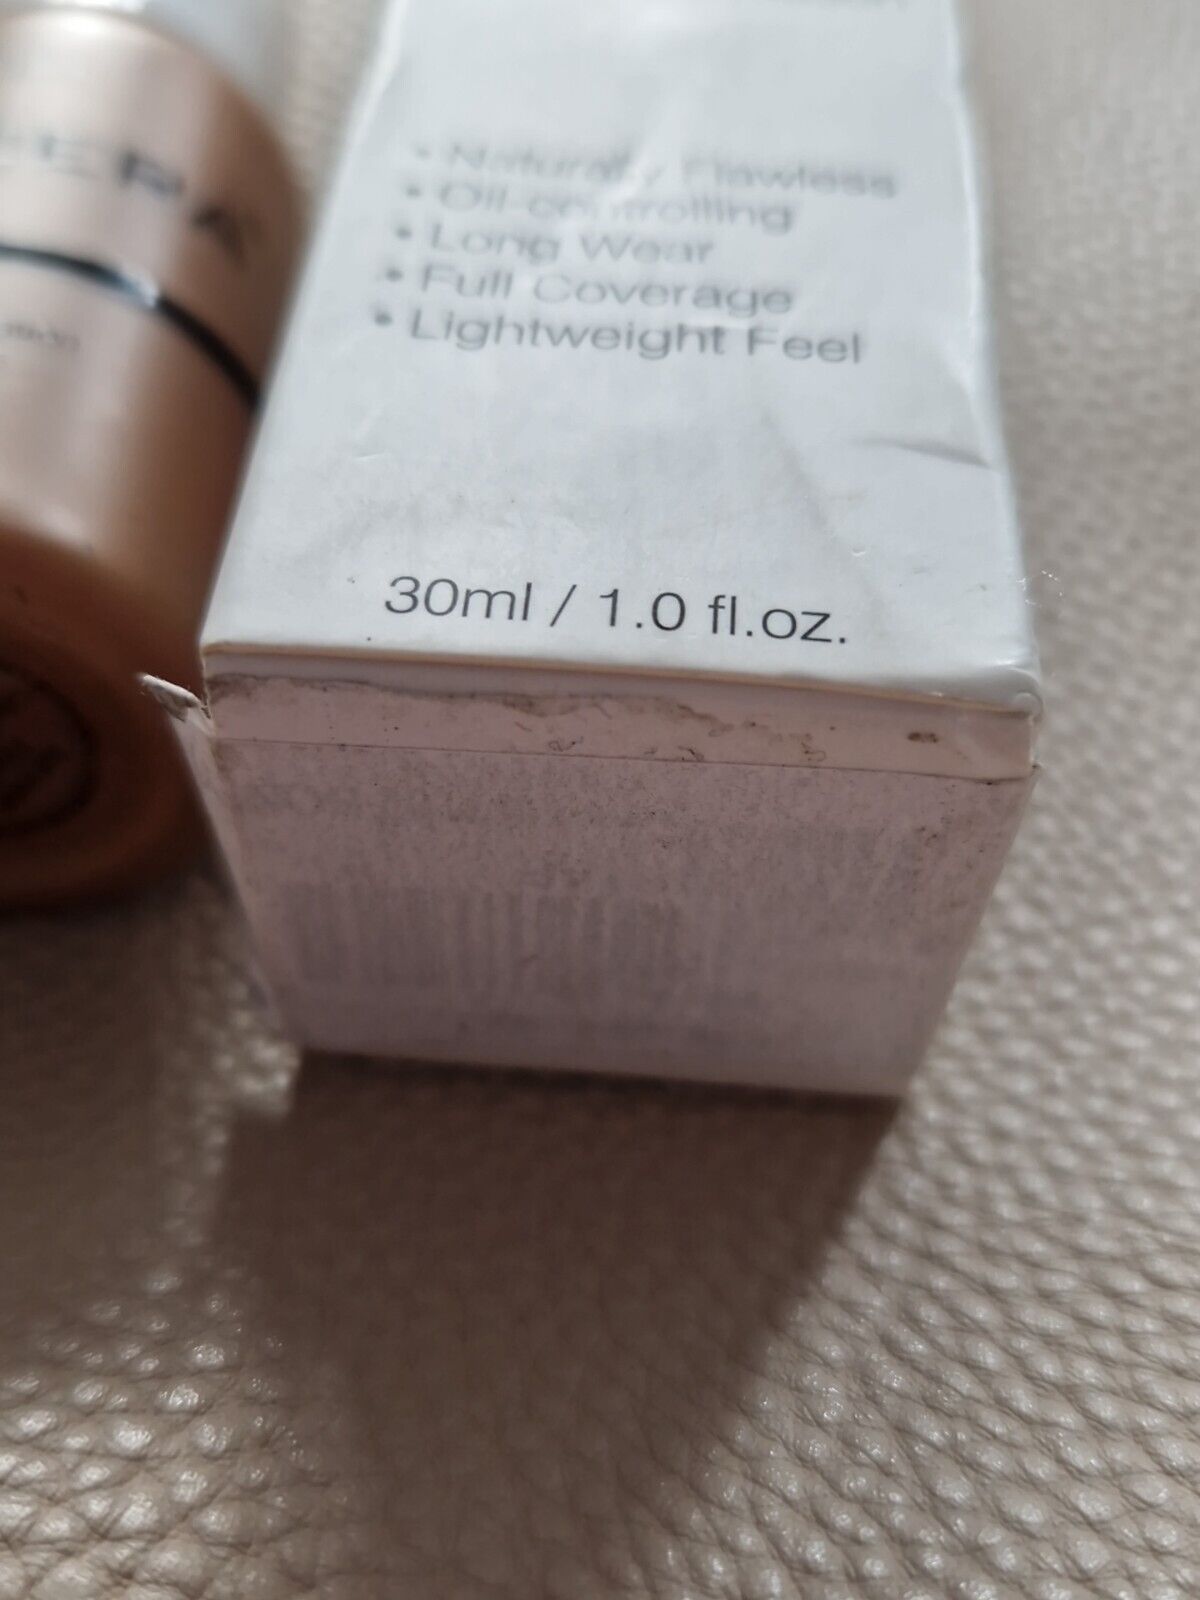 • Naturally Flawless
• Oil-controlling
• Long Wear
• Full Coverage
• Lightweight Feel
30ml / 1.0 fl.oz.